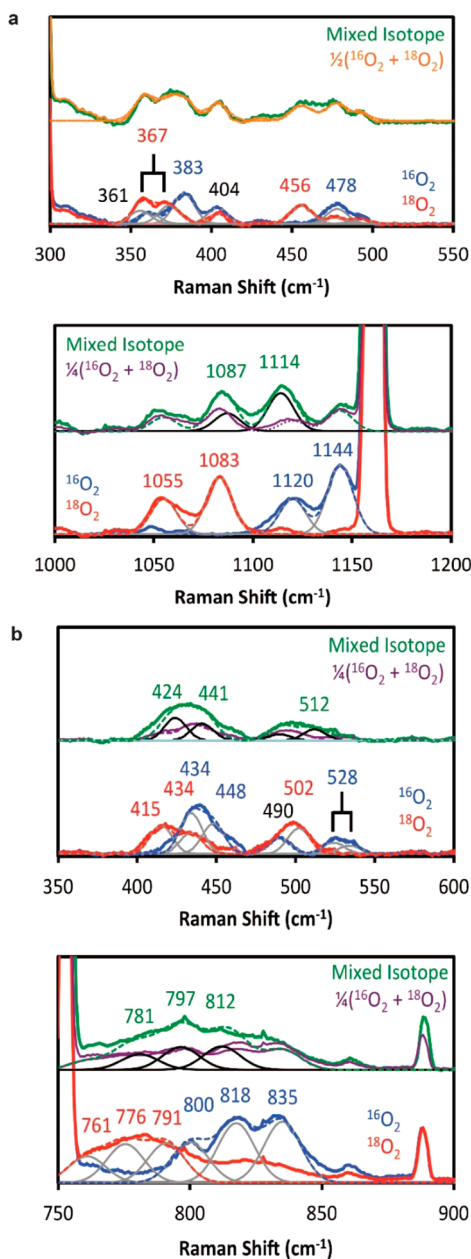 a
Mixed Isotope
½(¹⁶O₂ + ¹⁸O₂)
367
383
361
404
456
478
¹⁶O₂
¹⁸O₂
300 350 400 450 500 550
Raman Shift (cm⁻¹)
Mixed Isotope
¼(¹⁶O₂ + ¹⁸O₂)
1087
1114
1144
¹⁶O₂
¹⁸O₂
1055
1083
1120
1000 1050 1100 1150 1200
Raman Shift (cm⁻¹)
b
Mixed Isotope
¼(¹⁶O₂ + ¹⁸O₂)
424 441 512
434
415 434 448 490 502 528
¹⁶O₂
¹⁸O₂
350 400 450 500 550 600
Raman Shift (cm⁻¹)
Mixed Isotope
¼(¹⁶O₂ + ¹⁸O₂)
781 797 812
761 776 791 800 818 835
¹⁶O₂
¹⁸O₂
750 800 850 900
Raman Shift (cm⁻¹)